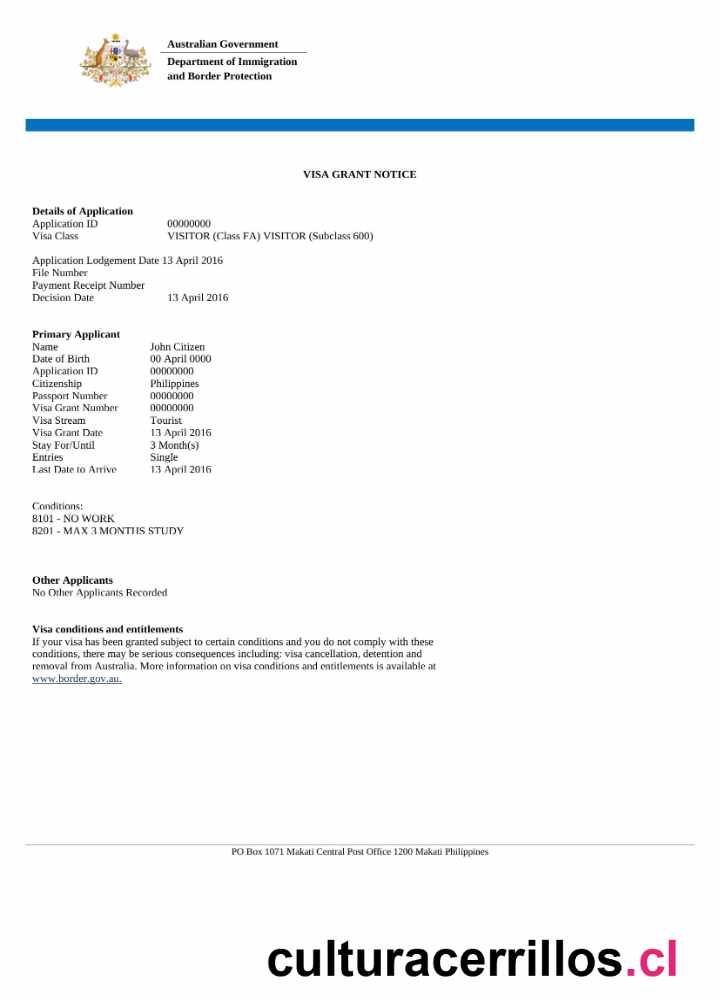 Australian Government
Department of Immigration
and Border Protection
VISA GRANT NOTICE
Details of Application
Application ID 00000000
Visa Class VISITOR (Class FA) VISITOR (Subclass 600)
Application Lodgement Date 13 April 2016
File Number
Payment Receipt Number
Decision Date 13 April 2016
Primary Applicant
Name John Citizen
Date of Birth 00 April 0000
Application ID 00000000
Citizenship Philippines
Passport Number 00000000
Visa Grant Number 00000000
Visa Stream Tourist
Visa Grant Date 13 April 2016
Stay For/Until 3 Month(s)
Entries Single
Last Date to Arrive 13 April 2016
Conditions:
8101 - NO WORK
8201 - MAX 3 MONTHS STUDY
Other Applicants
No Other Applicants Recorded
Visa conditions and entitlements
If your visa has been granted subject to certain conditions and you do not comply with these
conditions, there may be serious consequences including: visa cancellation, detention and
removal from Australia. More information on visa conditions and entitlements is available at
www.border.gov.au.
PO Box 1071 Makati Central Post Office 1200 Makati Philippines
culturacerrillos.cl